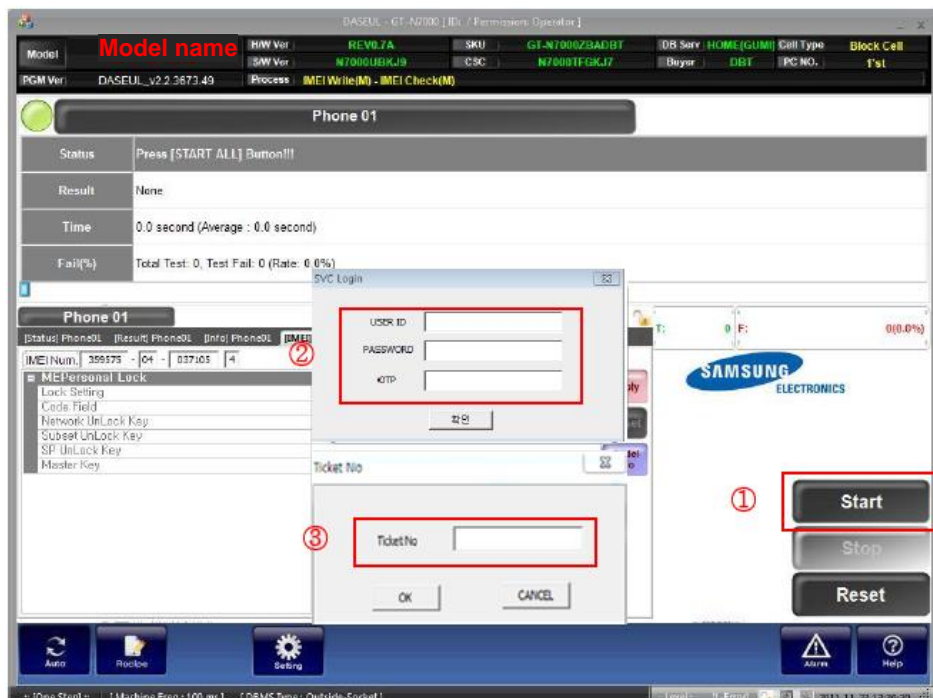 DASEUL - GT-N7000 [ ID: / Permission: Operator ]
Model Model name H/W Ver REV0.7A SKU GT-N7000ZBADBT DB Serv HOME(GUMI) Cell Type Block Cell
S/W Ver N7000UBKJ9 CSC N7000TFGKJ7 Buyer DBT PC NO. 1'st
PGM Ver DASEUL_v2.2.3673.49 Process IMEI Write(M) - IMEI Check(M)
Phone 01
Status Press [START ALL] Button!!!
Result None
Time 0.0 second (Average : 0.0 second)
Fail(%) Total Test: 0, Test Fail: 0 (Rate: 0.0%)
SVC Login
USER ID
PASSWORD
OTP
확인
②
Phone 01
[Status] Phone01 [Result] Phone01 [Info] Phone01
IMEI Num. 359575 - 04 - 037105 4
MEPersonal Lock
Lock Setting
Code Field
Network UnLock Key
Subset UnLock Key
SP UnLock Key
Master Key
T: 0 F: 0(0.0%)
SAMSUNG
ELECTRONICS
Ticket No
③ Ticket No
OK CANCEL
① Start
Stop
Reset
Auto Setting Alarm Help